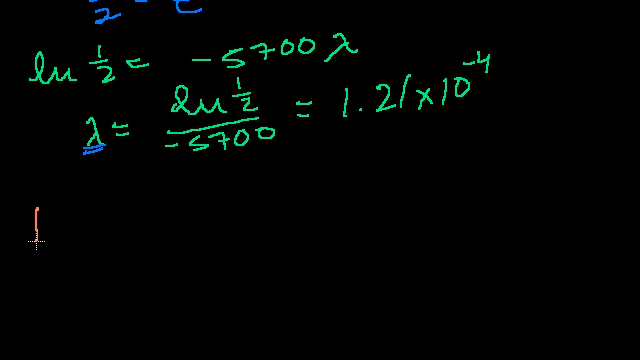 ln 1/2 = -5700 λ
λ = ln 1/2 / -5700 = 1.21 × 10^-4